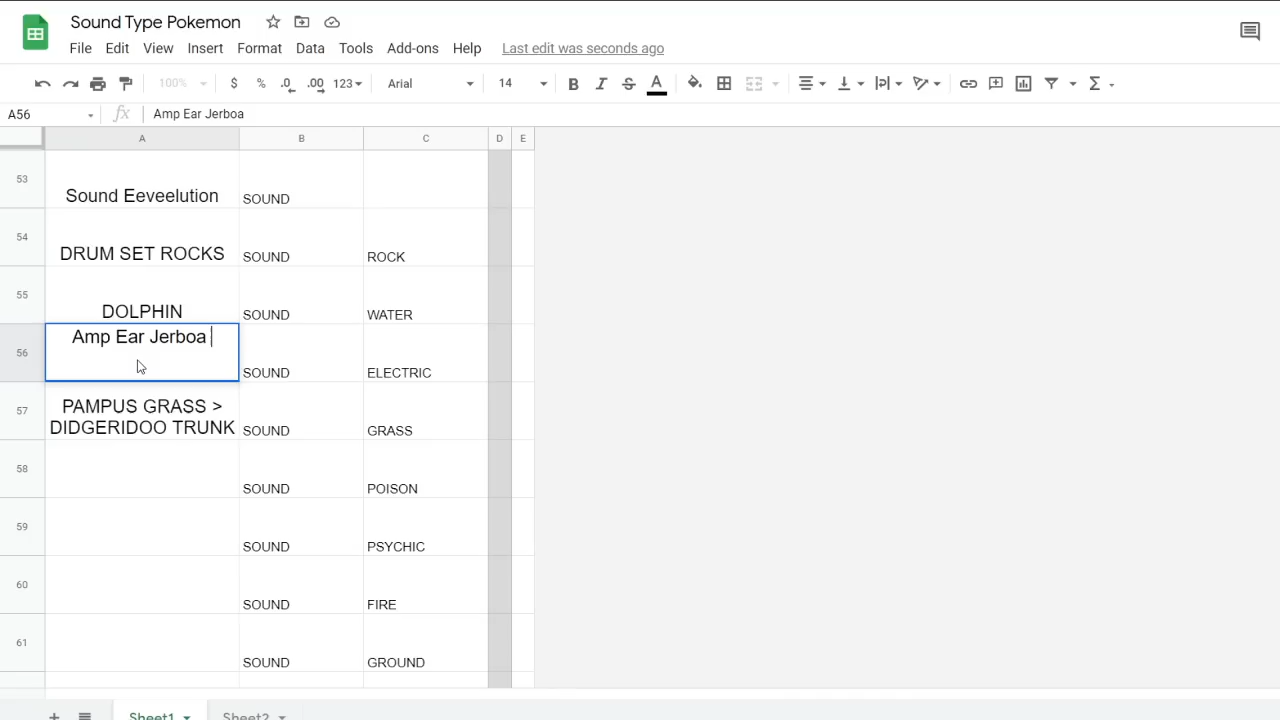 Sound Type Pokemon
File Edit View Insert Format Data Tools Add-ons Help Last edit was seconds ago
100% $ % .0 .00 123 Arial 14 B I S A Σ
A56 fx Amp Ear Jerboa
A B C D E
53 Sound Eeveelution SOUND
54 DRUM SET ROCKS SOUND ROCK
55 DOLPHIN SOUND WATER
56 Amp Ear Jerboa SOUND ELECTRIC
57 PAMPUS GRASS >
DIDGERIDOO TRUNK SOUND GRASS
58 SOUND POISON
59 SOUND PSYCHIC
60 SOUND FIRE
61 SOUND GROUND
+ Sheet1 Sheet2